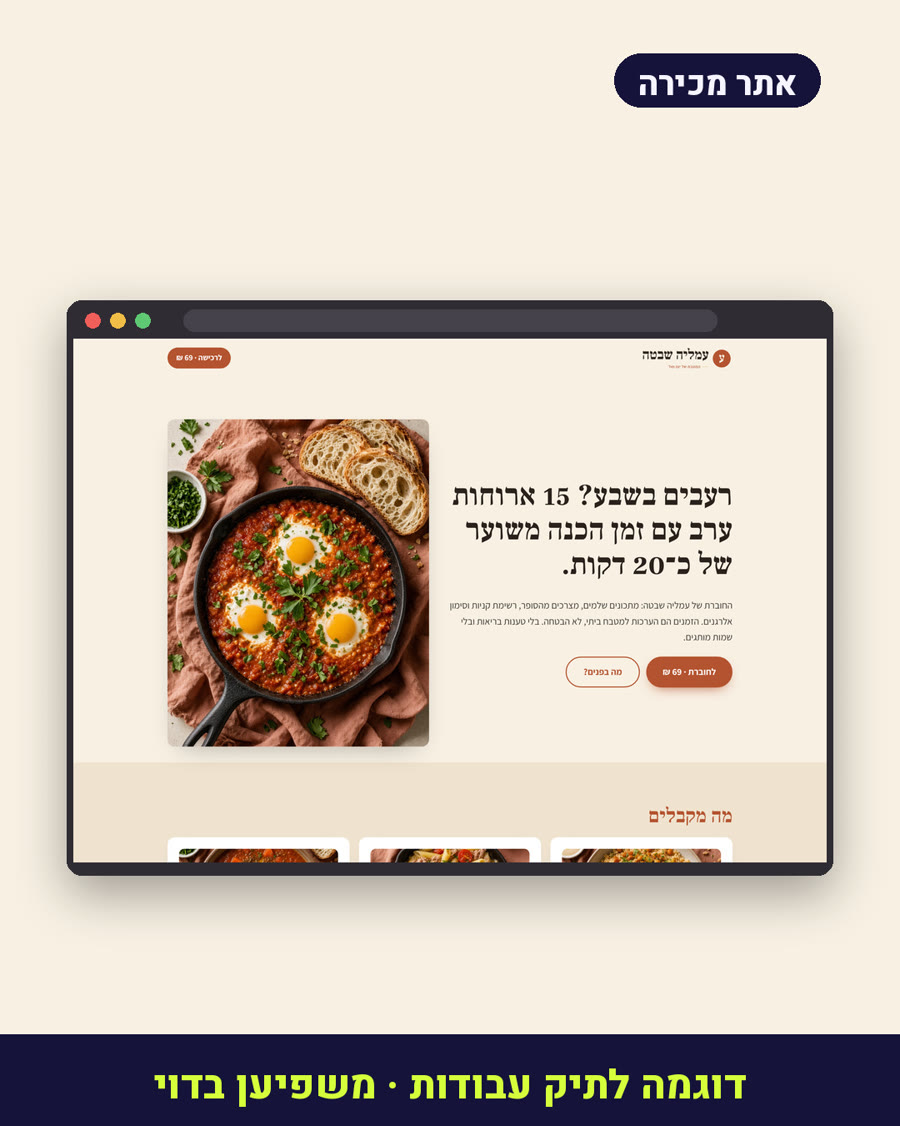 אתר מכירה
ע
עמליה שבטה
לרכישה · 69 ₪
רעבים בשבע? 15 ארוחות
ערב עם זמן הכנה משוער
של כ־20 דקות.
החוברת של עמליה שבטה: מתכונים שלמים, מצרכים מהסופר, רשימת קניות וסימון
אלרגנים. הזמנים הם הערכות למטבח ביתי, לא הבטחה. בלי טענות בריאות ובלי
שמות מותגים.
לחוברת · 69 ₪
מה בפנים?
מה מקבלים
דוגמה לתיק עבודות · משפיען בדוי